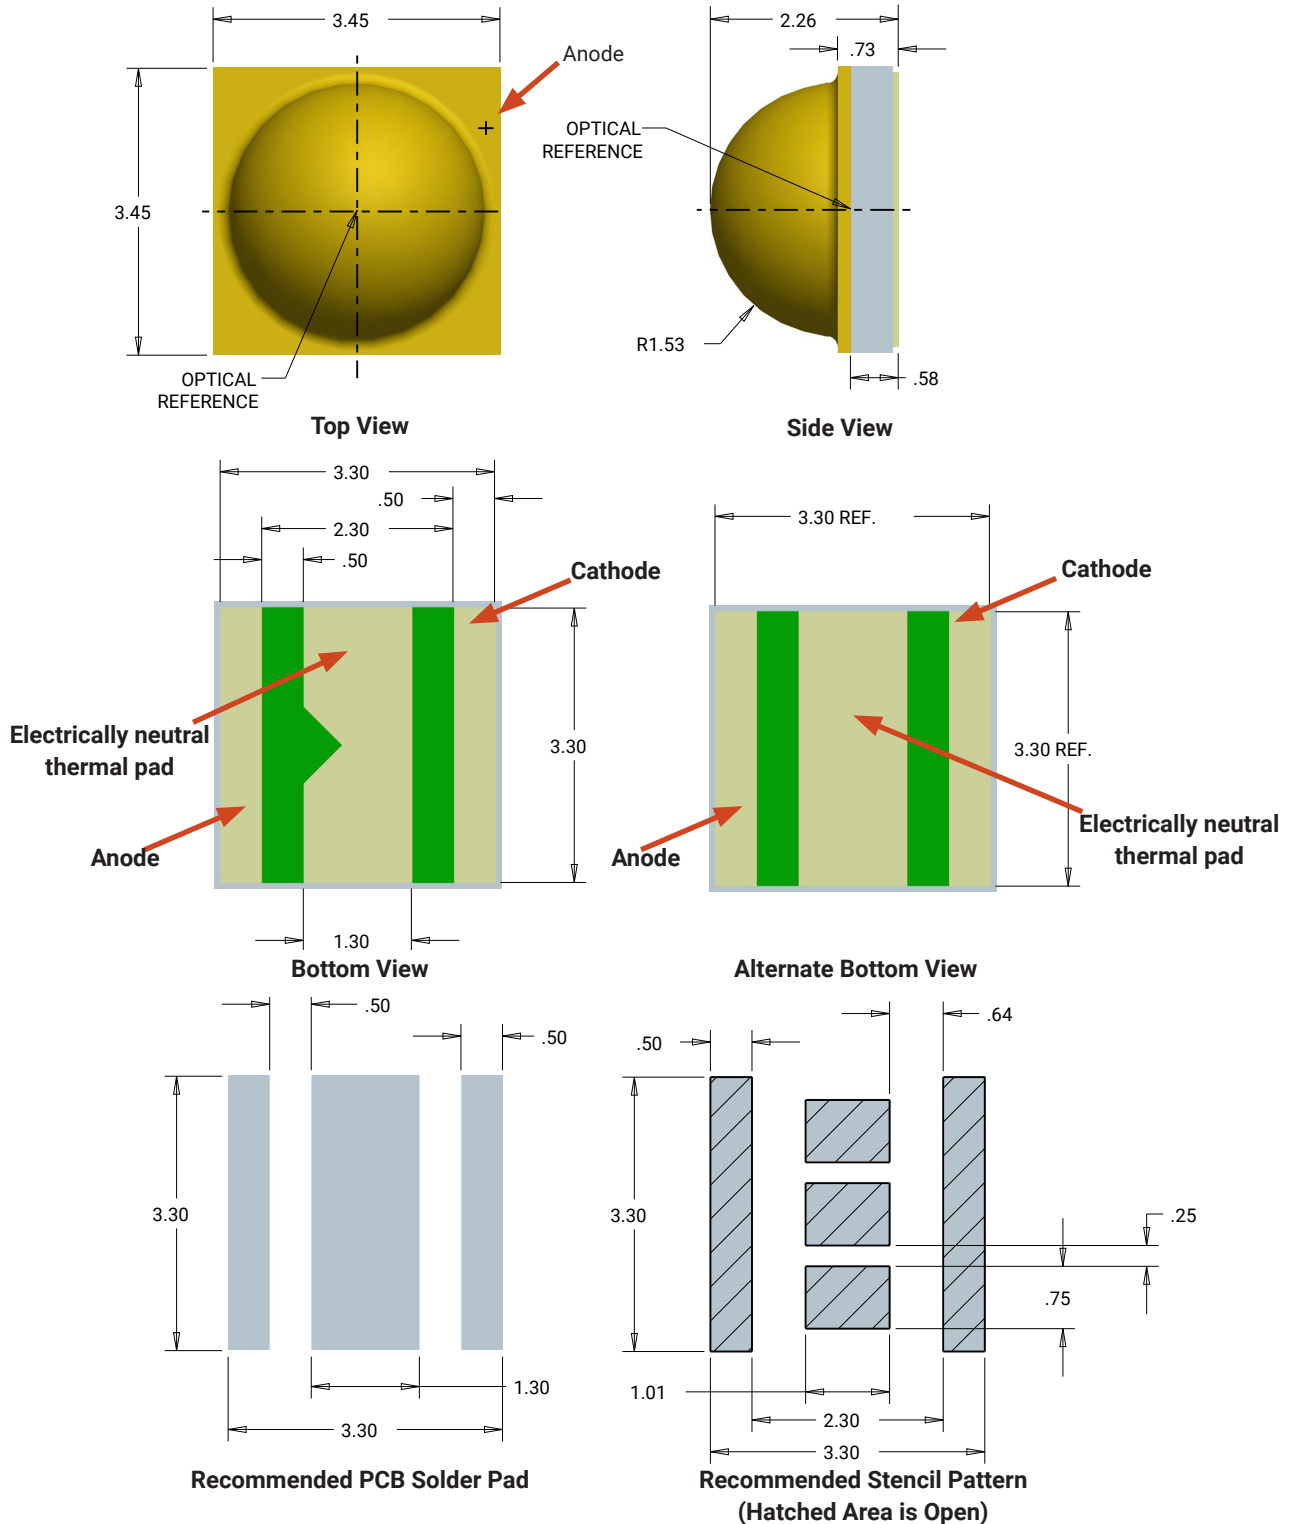 3.45
Anode
+
3.45
OPTICAL
REFERENCE
Top View
2.26
.73
OPTICAL
REFERENCE
R1.53
.58
Side View
3.30
.50
2.30
.50
Cathode
Electrically neutral
thermal pad
3.30
Anode
1.30
Bottom View
3.30 REF.
Cathode
3.30 REF.
Electrically neutral
thermal pad
Anode
Alternate Bottom View
.50
.50
3.30
1.30
3.30
Recommended PCB Solder Pad
.64
.50
3.30
.25
.75
1.01
2.30
3.30
Recommended Stencil Pattern
(Hatched Area is Open)